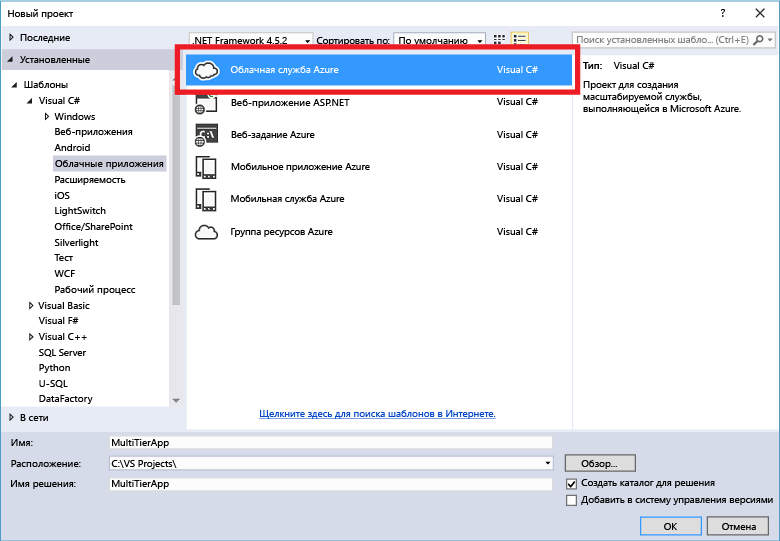 Новый проект
? 
Последние
Установленные
Шаблоны
Visual C#
Windows
Веб-приложения
Android
Облачные приложения
Расширяемость
iOS
LightSwitch
Office/SharePoint
Silverlight
Тест
WCF
Рабочий процесс
Visual Basic
Visual F#
Visual C++
SQL Server
Python
U-SQL
DataFactory
В сети
.NET Framework 4.5.2 Сортировать по: По умолчанию
Облачная служба Azure Visual C#
Веб-приложение ASP.NET Visual C#
Веб-задание Azure Visual C#
Мобильное приложение Azure Visual C#
Мобильная служба Azure Visual C#
Группа ресурсов Azure Visual C#
Щелкните здесь для поиска шаблонов в Интернете.
Поиск установленных шабло... (Ctrl+E)
Тип: Visual C#
Проект для создания
масштабируемой службы,
выполняющейся в Microsoft Azure.
Имя: MultiTierApp
Расположение: C:\VS Projects\ Обзор...
Имя решения: MultiTierApp
Создать каталог для решения
Добавить в систему управления версиями
ОК Отмена